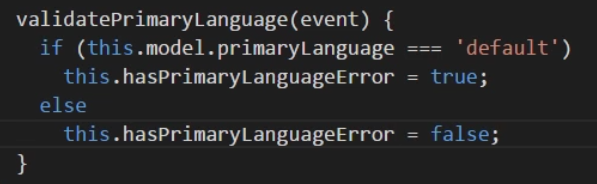 validatePrimaryLanguage(event) {
  if (this.model.primaryLanguage === 'default')
    this.hasPrimaryLanguageError = true;
  else
    this.hasPrimaryLanguageError = false;
}